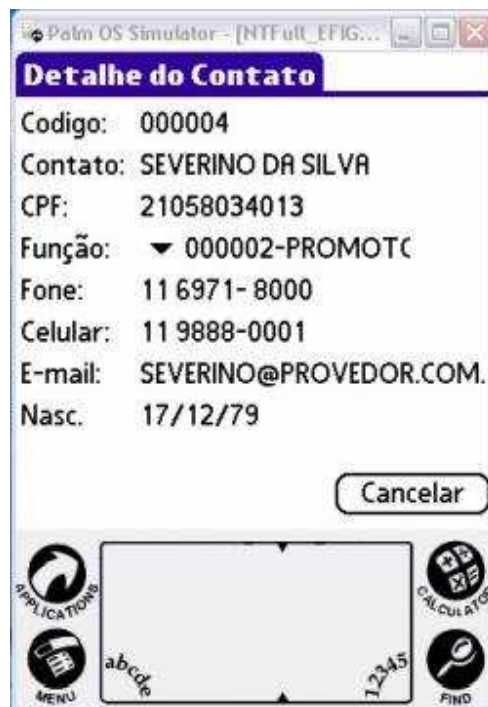 Palm OS Simulator - [NTFull_EFIG...
Detalhe do Contato
Codigo: 000004
Contato: SEVERINO DA SILVA
CPF: 21058034013
Função: 000002-PROMOTO
Fone: 11 6971- 8000
Celular: 11 9888-0001
E-mail: SEVERINO@PROVEDOR.COM.
Nasc. 17/12/79
Cancelar
APPLICATIONS
CALCULATOR
abcde
12345
MENU
FIND